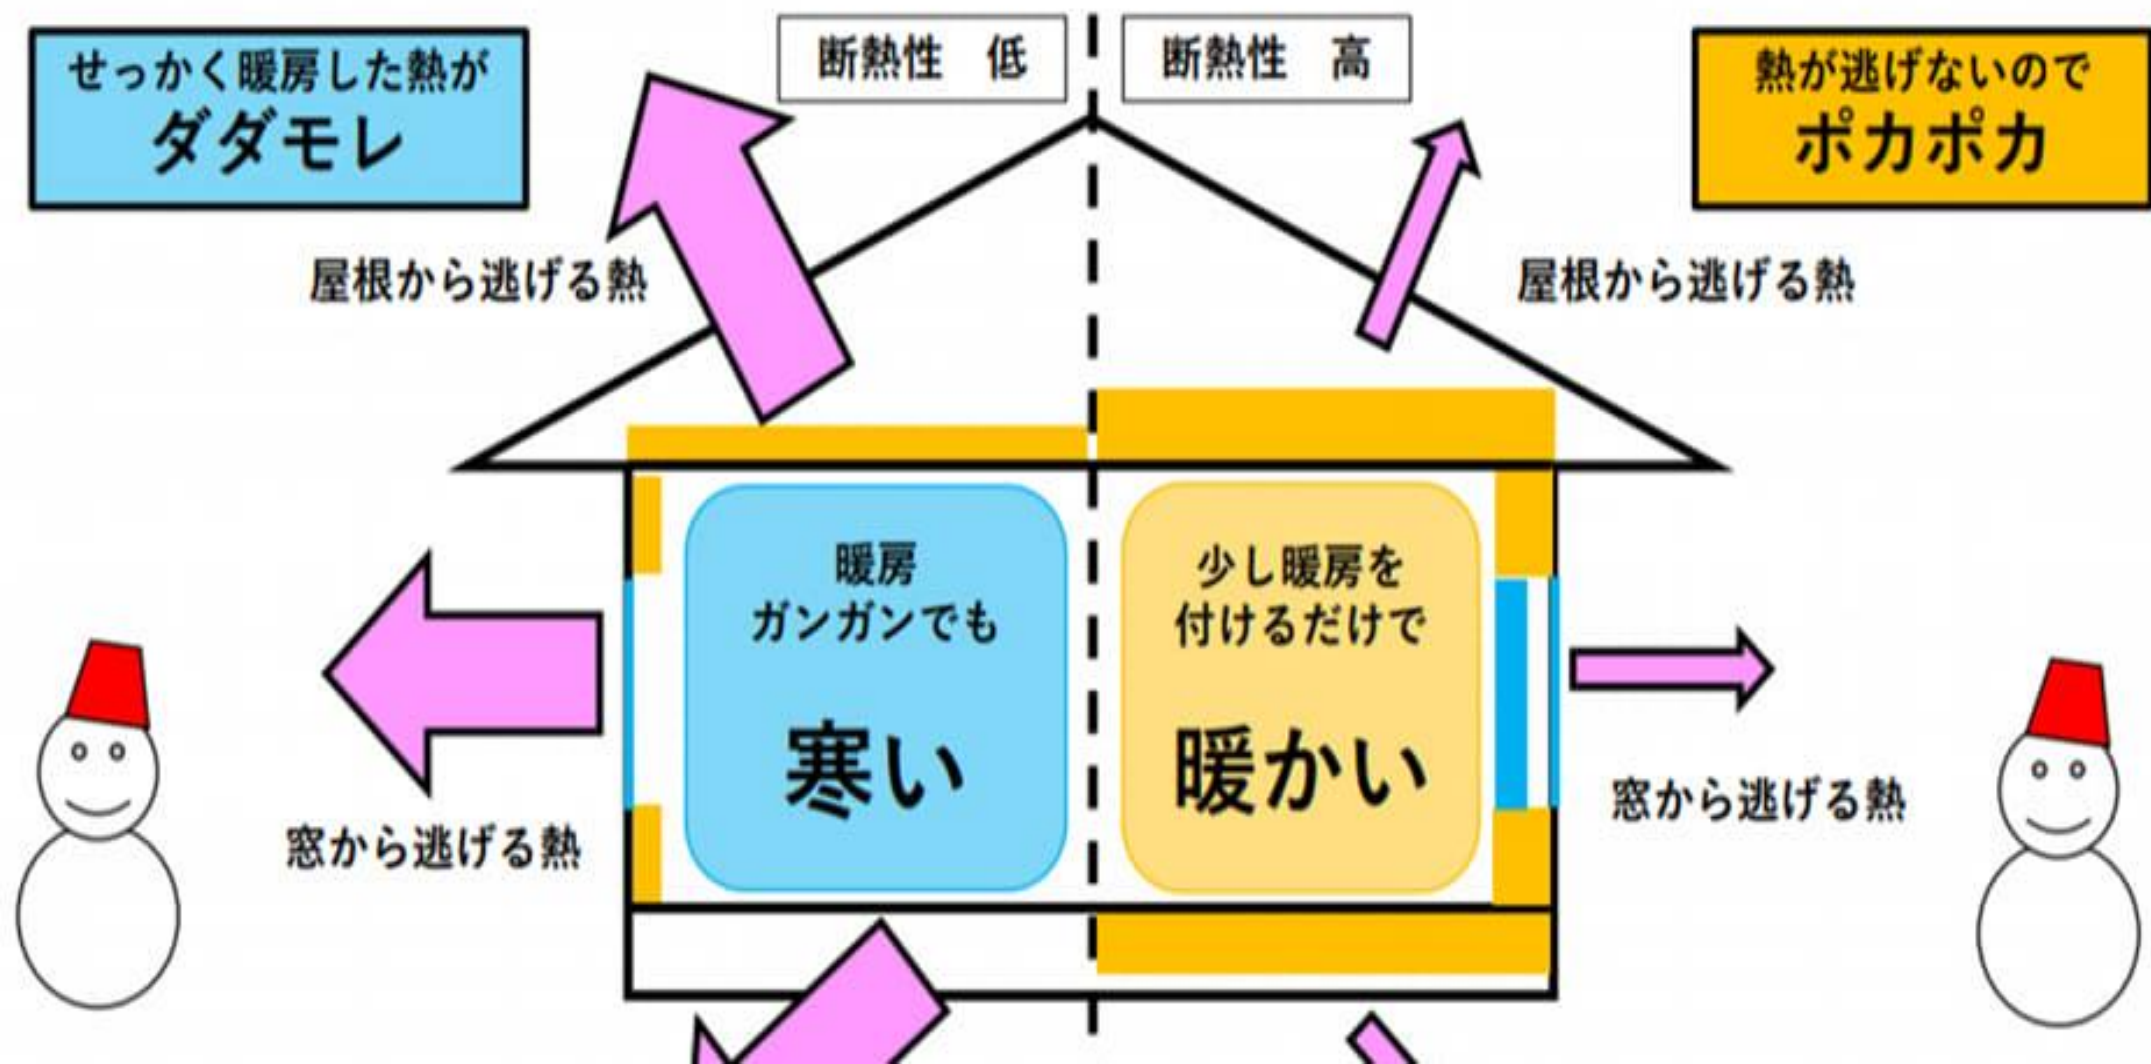 せっかく暖房した熱が
ダダモレ
断熱性 低
断熱性 高
熱が逃げないので
ポカポカ
屋根から逃げる熱
屋根から逃げる熱
暖房
ガンガンでも
寒い
少し暖房を
付けるだけで
暖かい
窓から逃げる熱
窓から逃げる熱